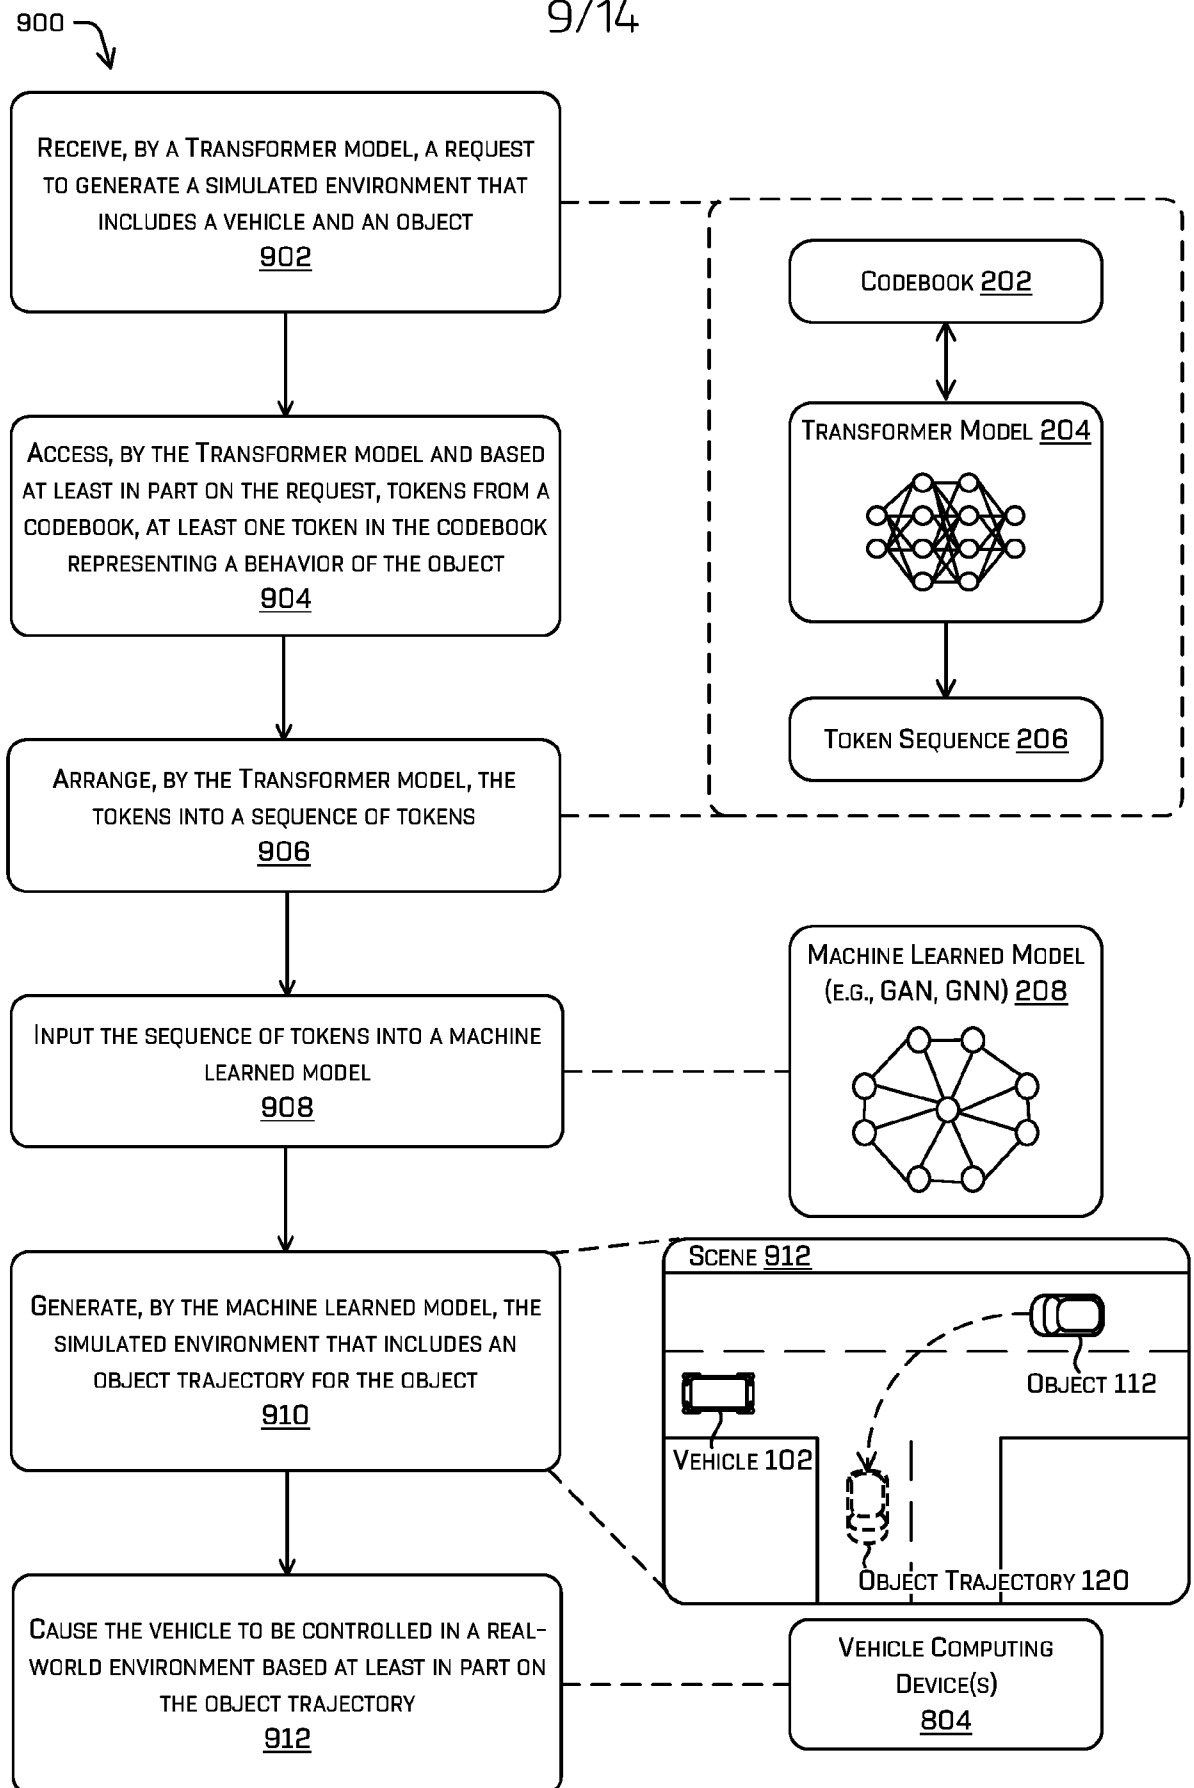 900
9/14
RECEIVE, BY A TRANSFORMER MODEL, A REQUEST
TO GENERATE A SIMULATED ENVIRONMENT THAT
INCLUDES A VEHICLE AND AN OBJECT
902
CODEBOOK 202
TRANSFORMER MODEL 204
TOKEN SEQUENCE 206
ACCESS, BY THE TRANSFORMER MODEL AND BASED
AT LEAST IN PART ON THE REQUEST, TOKENS FROM A
CODEBOOK, AT LEAST ONE TOKEN IN THE CODEBOOK
REPRESENTING A BEHAVIOR OF THE OBJECT
904
ARRANGE, BY THE TRANSFORMER MODEL, THE
TOKENS INTO A SEQUENCE OF TOKENS
906
INPUT THE SEQUENCE OF TOKENS INTO A MACHINE
LEARNED MODEL
908
MACHINE LEARNED MODEL
(E.G., GAN, GNN) 208
GENERATE, BY THE MACHINE LEARNED MODEL, THE
SIMULATED ENVIRONMENT THAT INCLUDES AN
OBJECT TRAJECTORY FOR THE OBJECT
910
SCENE 912
OBJECT 112
VEHICLE 102
OBJECT TRAJECTORY 120
CAUSE THE VEHICLE TO BE CONTROLLED IN A REAL-
WORLD ENVIRONMENT BASED AT LEAST IN PART ON
THE OBJECT TRAJECTORY
912
VEHICLE COMPUTING
DEVICE(S)
804